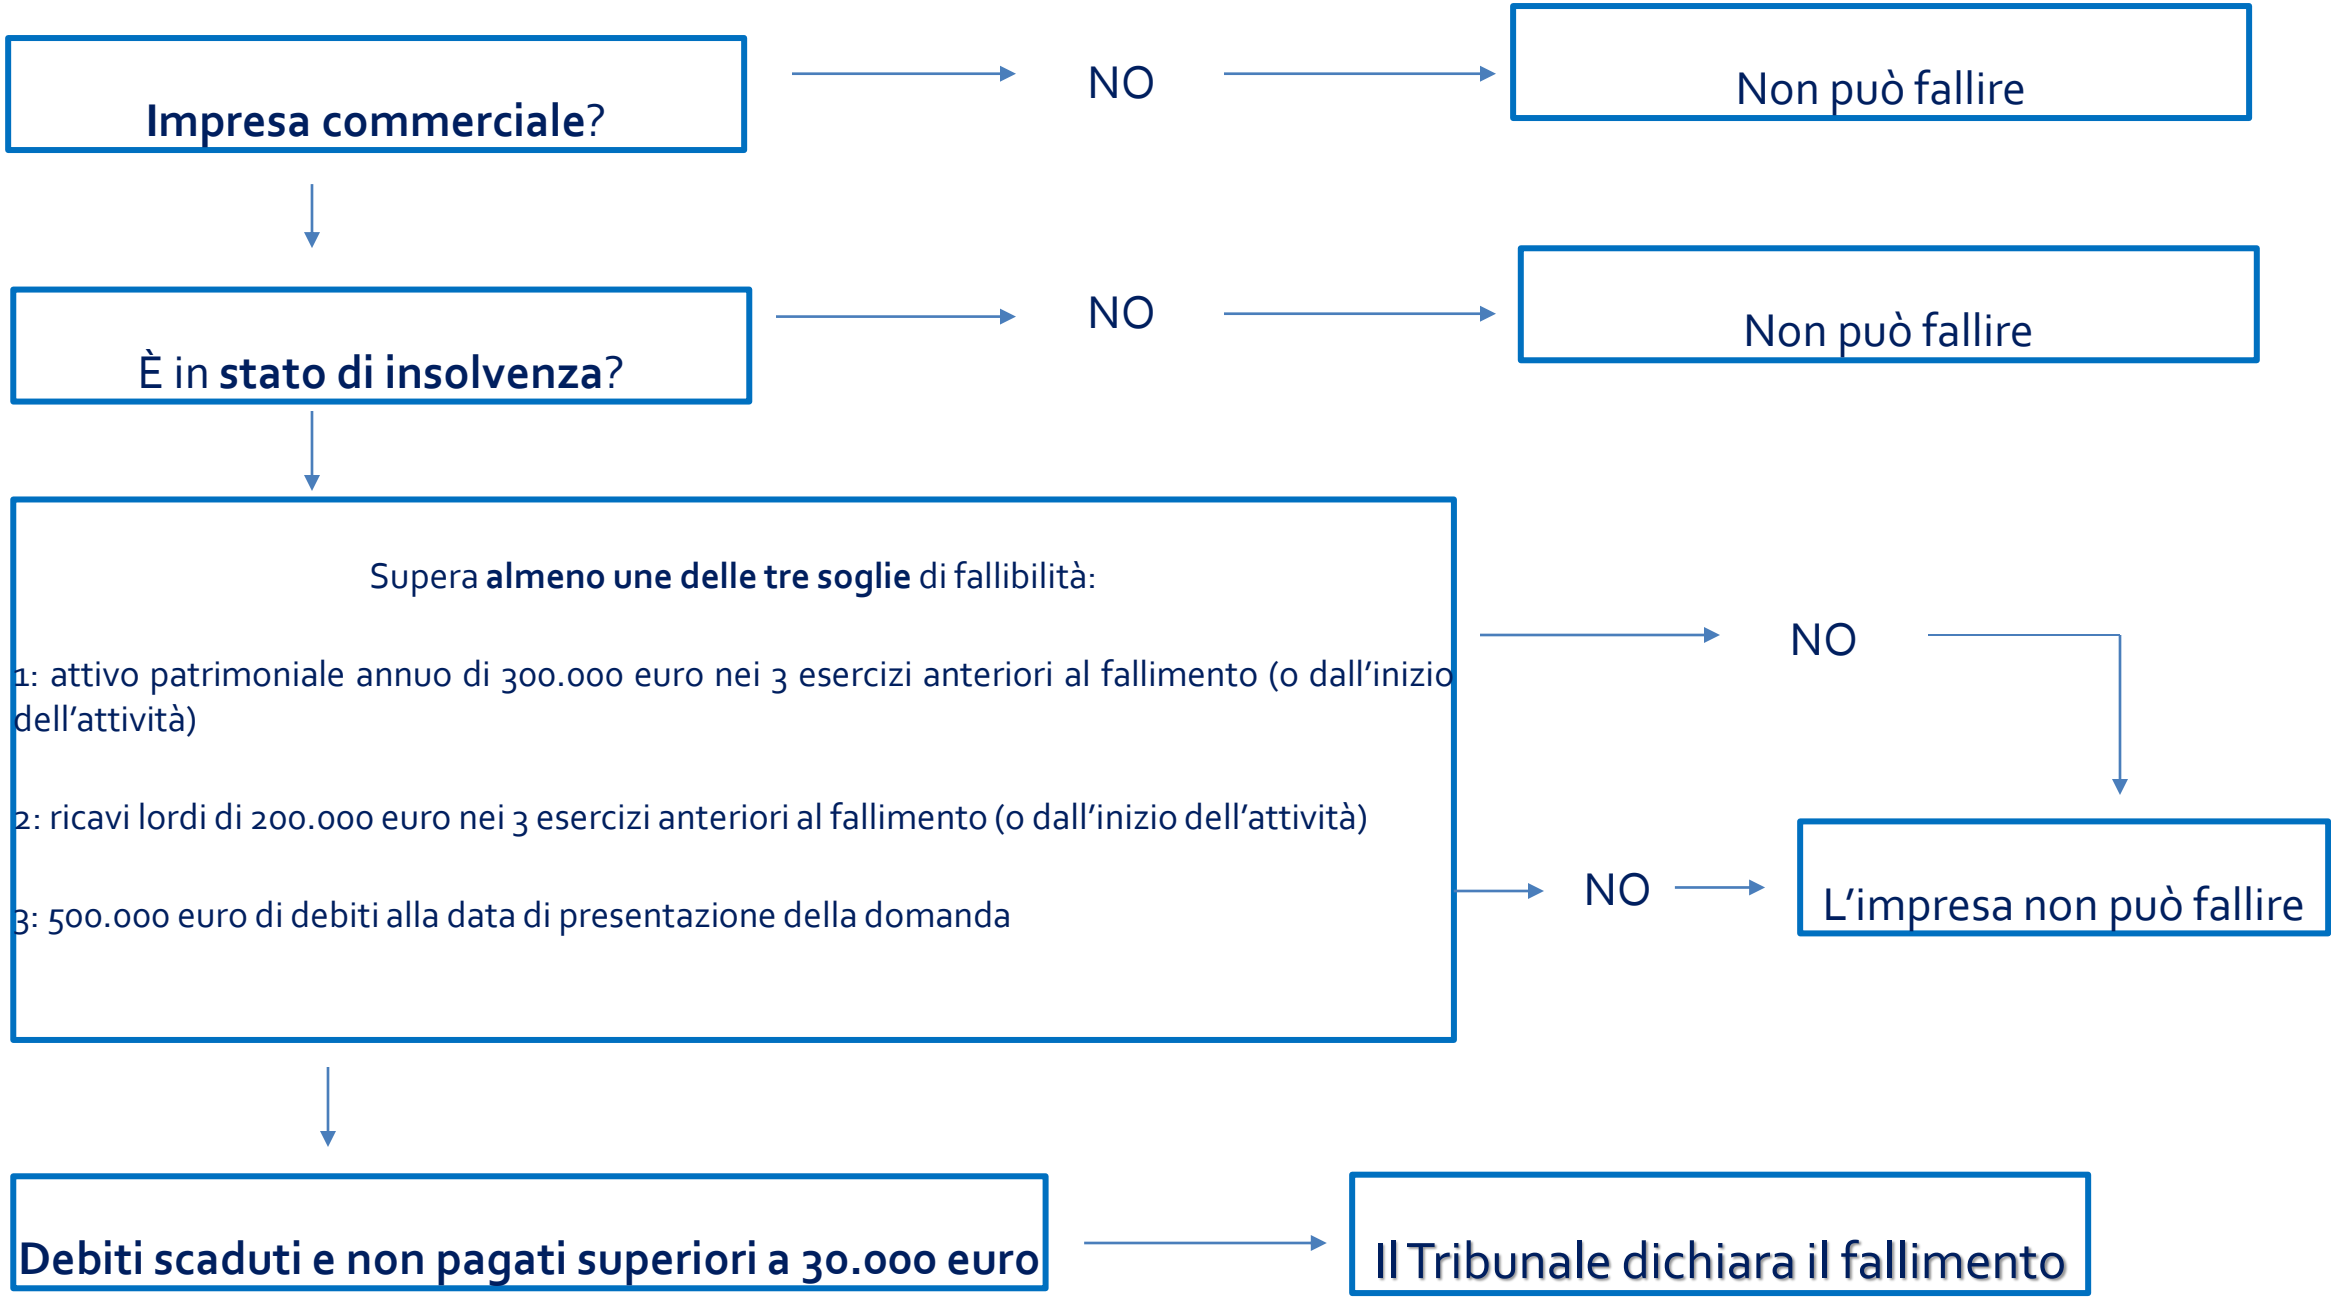 Impresa commerciale?
NO
Non può fallire
È in stato di insolvenza?
NO
Non può fallire
Supera almeno une delle tre soglie di fallibilità:
1: attivo patrimoniale annuo di 300.000 euro nei 3 esercizi anteriori al fallimento (o dall’inizio
dell’attività)
2: ricavi lordi di 200.000 euro nei 3 esercizi anteriori al fallimento (o dall’inizio dell’attività)
3: 500.000 euro di debiti alla data di presentazione della domanda
NO
NO
L’impresa non può fallire
Debiti scaduti e non pagati superiori a 30.000 euro
Il Tribunale dichiara il fallimento